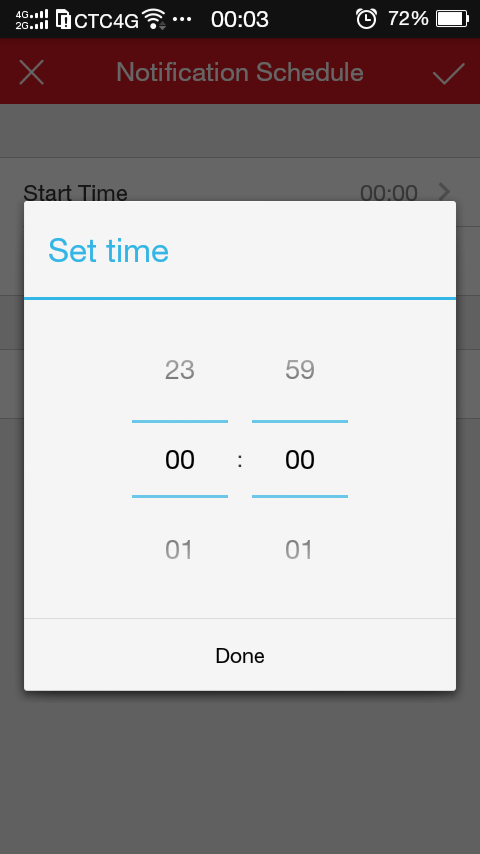 4G 2G CTC4G ••• 00:03 72%
Notification Schedule
Start Time 00:00
Set time
23 59
00 : 00
01 01
Done